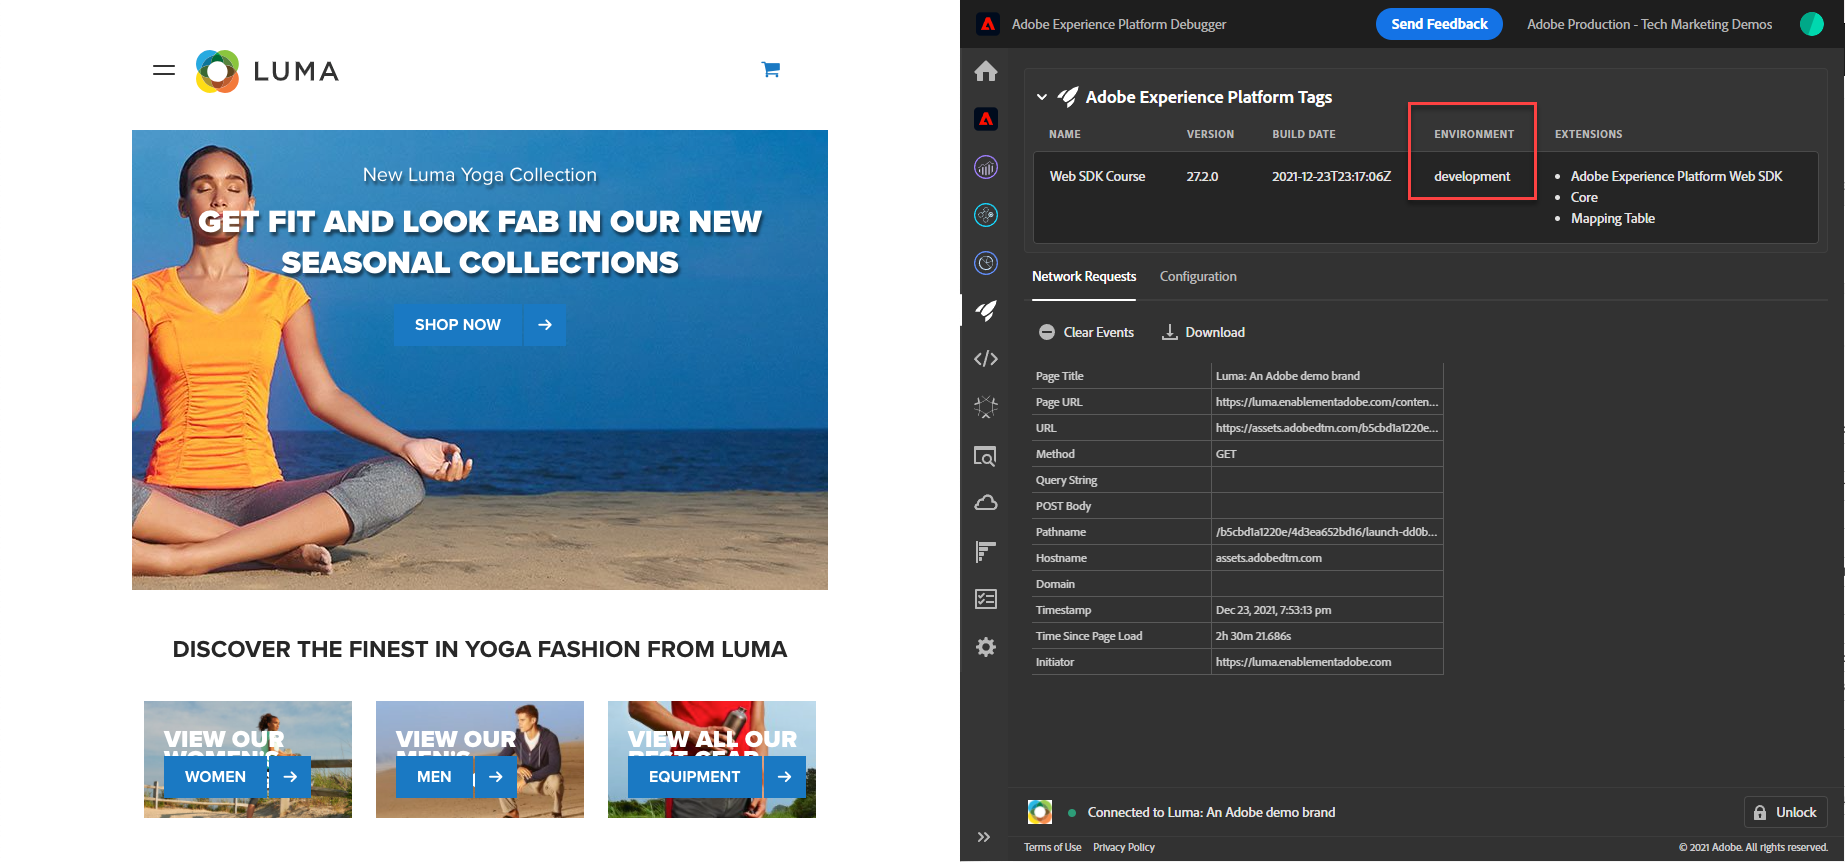 LUMA
New Luma Yoga Collection
GET FIT AND LOOK FAB IN OUR NEW
SEASONAL COLLECTIONS
SHOP NOW
DISCOVER THE FINEST IN YOGA FASHION FROM LUMA
VIEW OUR
WOMEN'S
WOMEN
VIEW OUR
MEN'S
MEN
VIEW ALL OUR
BEST GEAR
EQUIPMENT
Adobe Experience Platform Debugger
Send Feedback
Adobe Production - Tech Marketing Demos
Adobe Experience Platform Tags
NAME VERSION BUILD DATE ENVIRONMENT EXTENSIONS
Web SDK Course 27.2.0 2021-12-23T23:17:06Z development • Adobe Experience Platform Web SDK
• Core
• Mapping Table
Network Requests Configuration
Clear Events Download
Page Title Luma: An Adobe demo brand
Page URL https://luma.enablementadobe.com/conten...
URL https://assets.adobedtm.com/b5cbd1a1220e...
Method GET
Query String
POST Body
Pathname /b5cbd1a1220e/4d3ea652bd16/launch-dd0b...
Hostname assets.adobedtm.com
Domain
Timestamp Dec 23, 2021, 7:53:13 pm
Time Since Page Load 2h 30m 21.686s
Initiator https://luma.enablementadobe.com
Connected to Luma: An Adobe demo brand
Unlock
Terms of Use Privacy Policy © 2021 Adobe. All rights reserved.